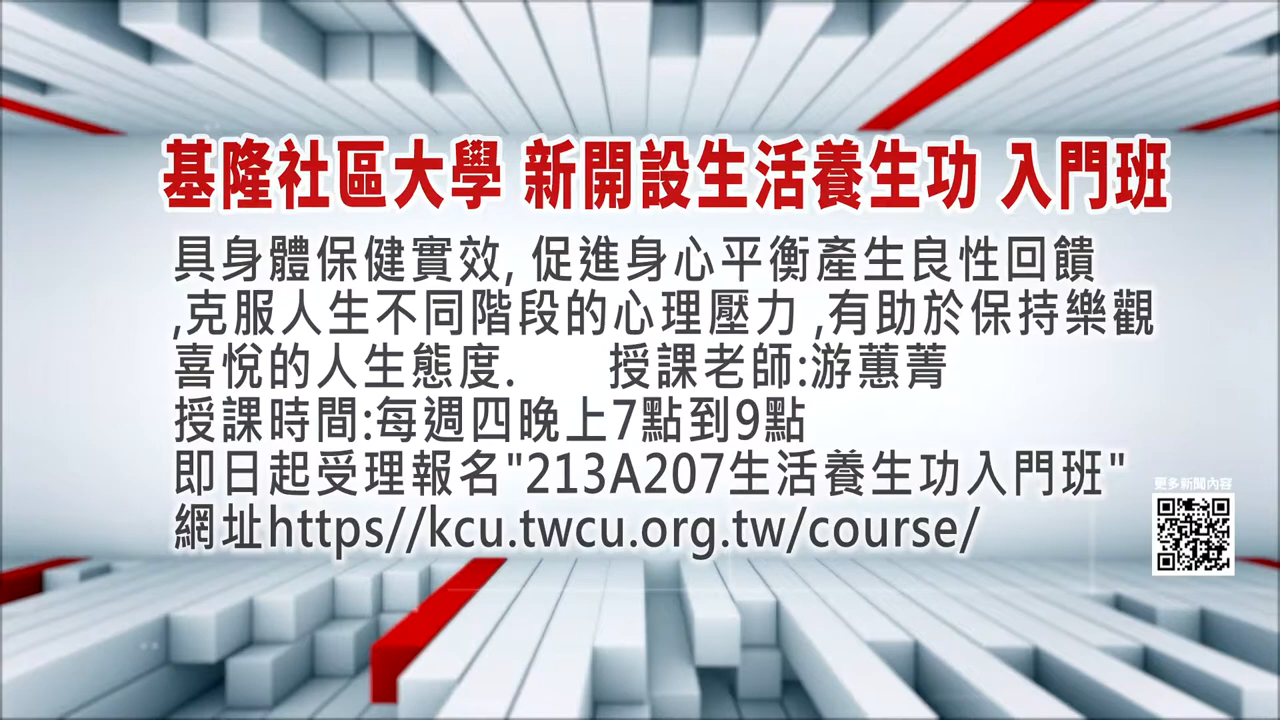 基隆社區大學 新開設生活養生功 入門班
具身體保健實效, 促進身心平衡產生良性回饋
,克服人生不同階段的心理壓力 ,有助於保持樂觀
喜悅的人生態度. 授課老師:游蕙菁
授課時間:每週四晚上7點到9點
即日起受理報名"213A207生活養生功入門班"
網址https//kcu.twcu.org.tw/course/
更多新聞內容